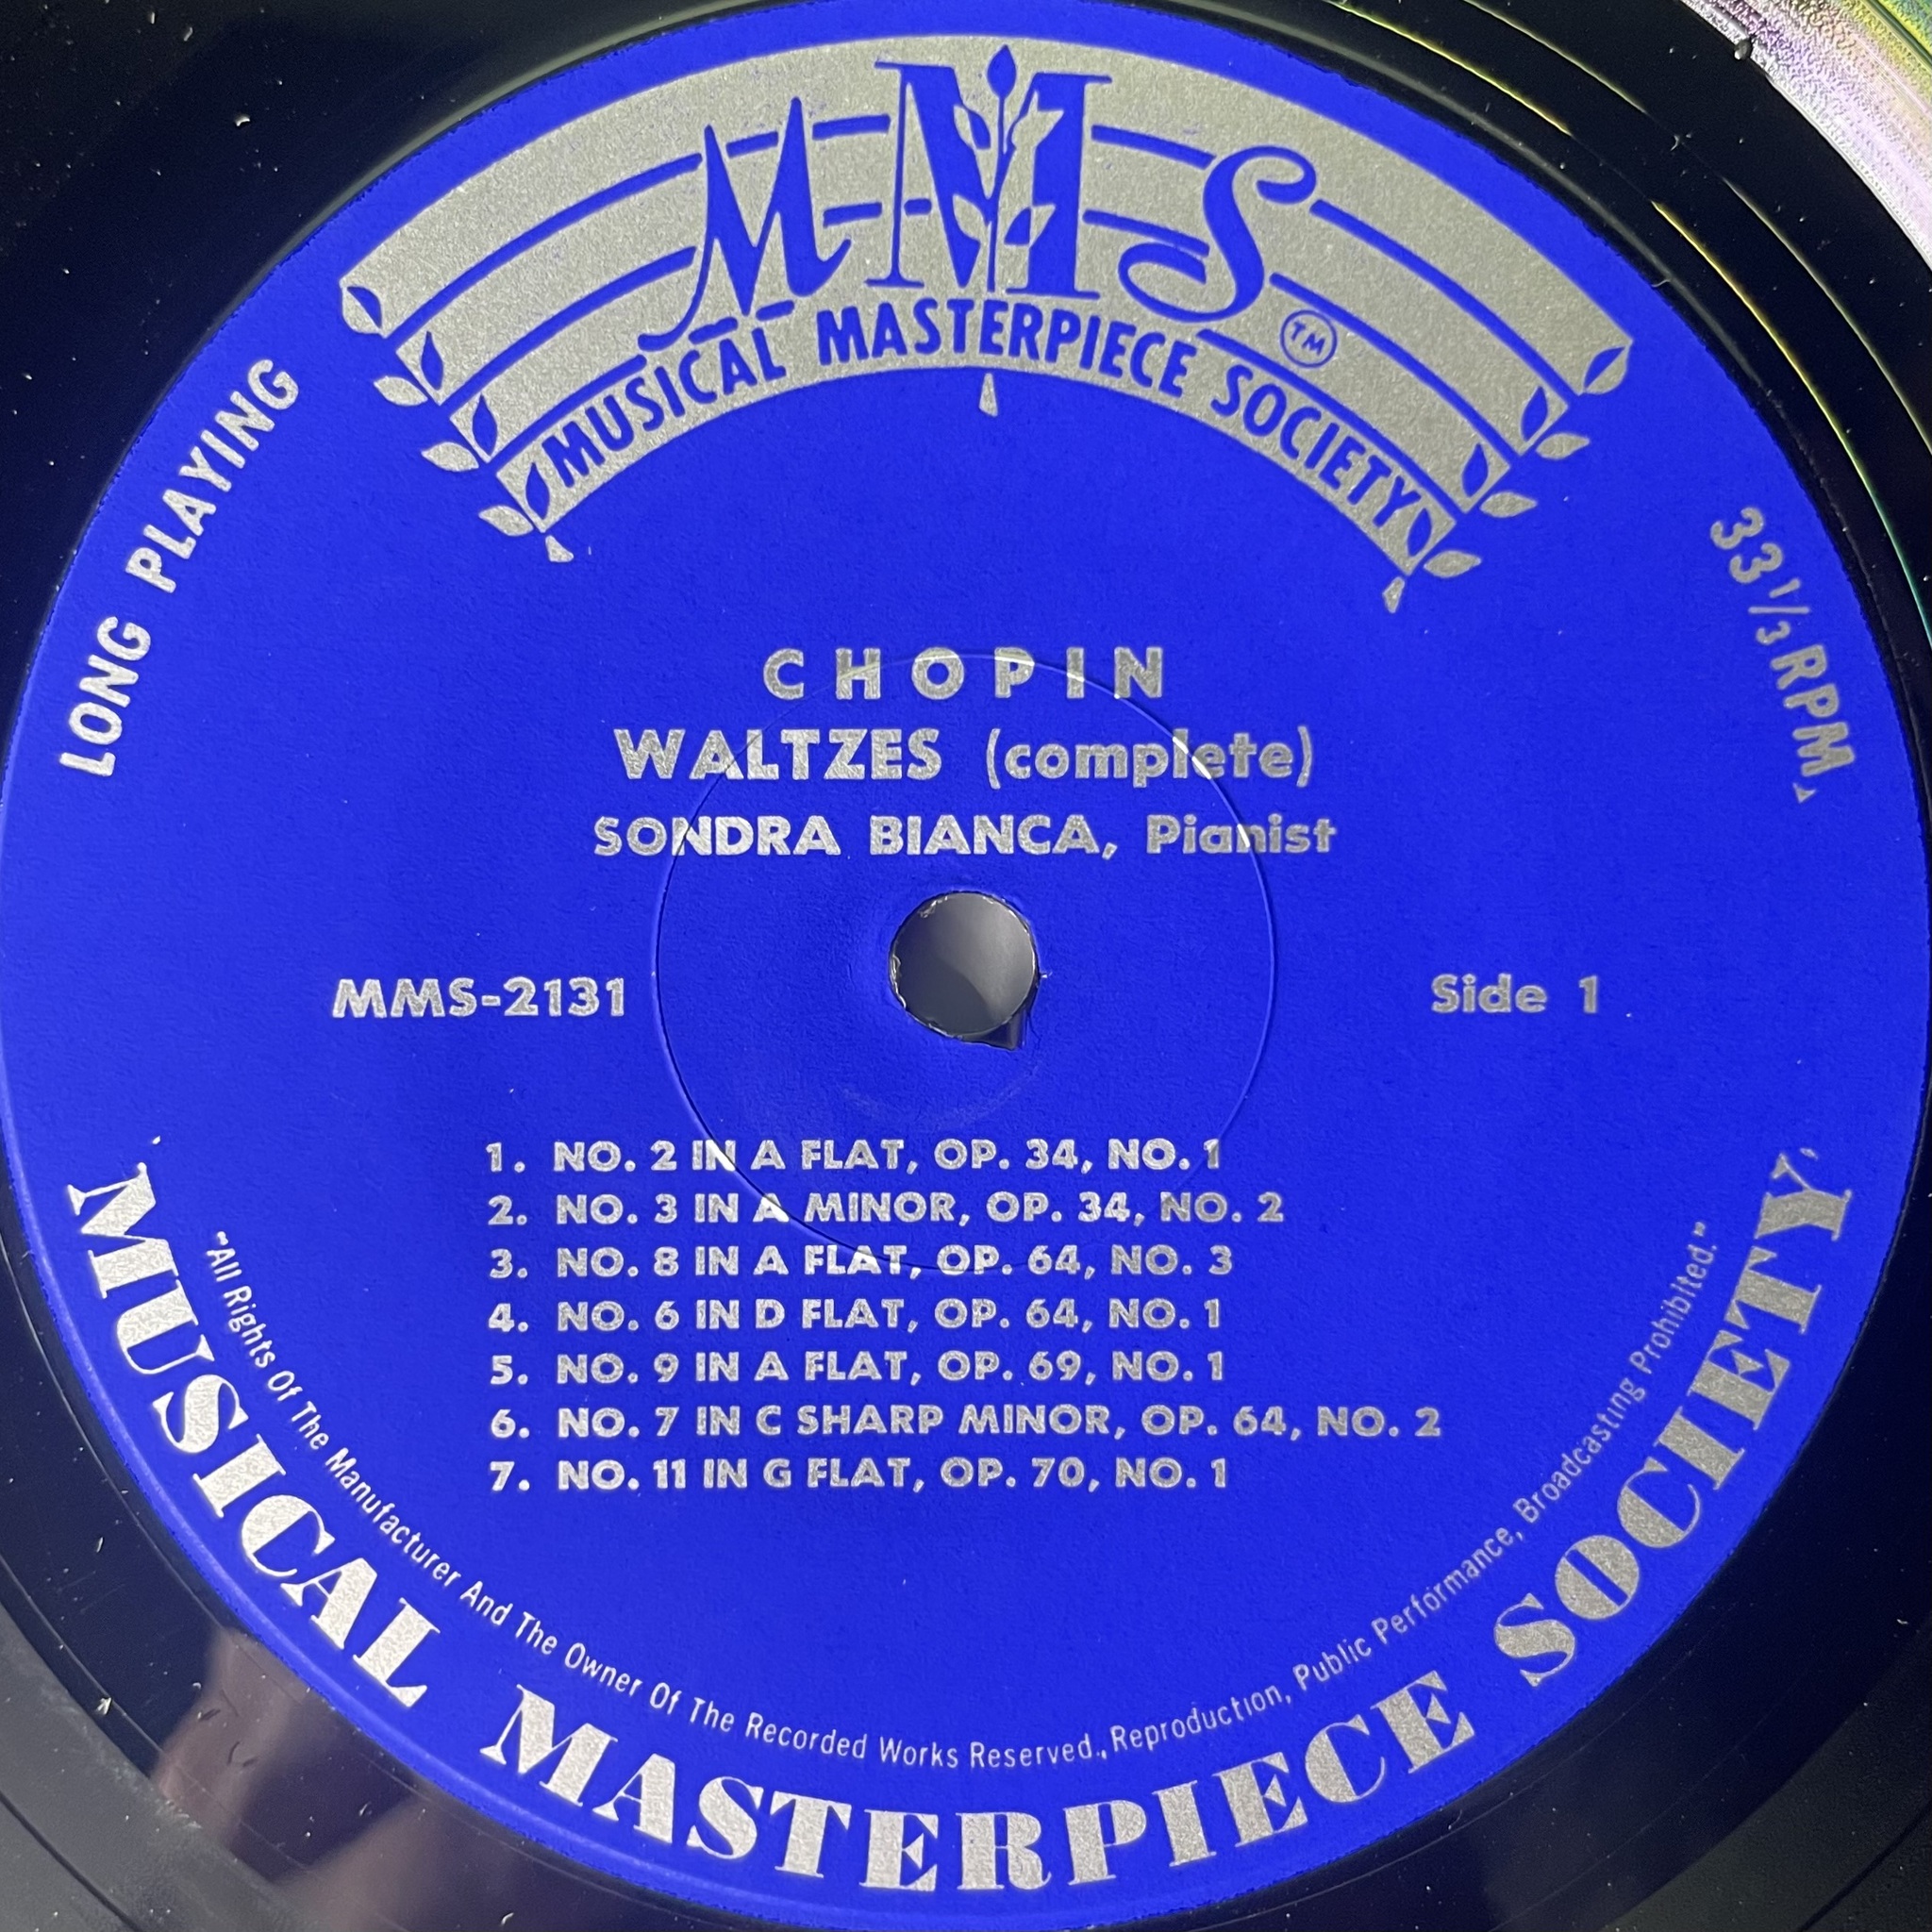 MMS
MUSICAL MASTERPIECE SOCIETY TM
LONG PLAYING
33 1/3 RPM
CHOPIN
WALTZES (complete)
SONDRA BIANCA, Pianist
MMS-2131
Side 1
1. NO. 2 IN A FLAT, OP. 34, NO. 1
2. NO. 3 IN A MINOR, OP. 34, NO. 2
3. NO. 8 IN A FLAT, OP. 64, NO. 3
4. NO. 6 IN D FLAT, OP. 64, NO. 1
5. NO. 9 IN A FLAT, OP. 69, NO. 1
6. NO. 7 IN C SHARP MINOR, OP. 64, NO. 2
7. NO. 11 IN G FLAT, OP. 70, NO. 1
"All Rights Of The Manufacturer And The Owner Of The Recorded Works Reserved., Reproduction, Public Performance, Broadcasting Prohibited."
MUSICAL MASTERPIECE SOCIETY